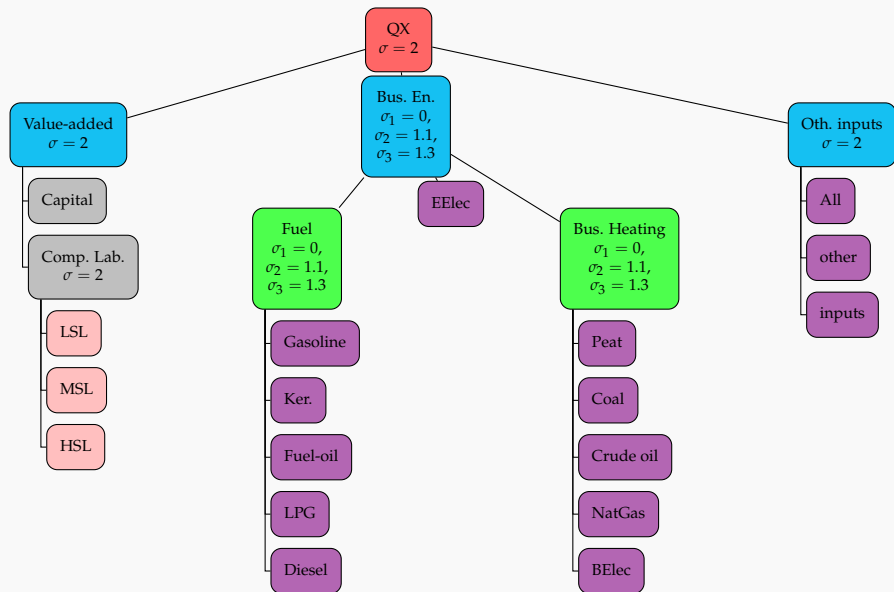 QX
σ = 2
Value-added
σ = 2
Bus. En.
σ₁ = 0,
σ₂ = 1.1,
σ₃ = 1.3
Oth. inputs
σ = 2
Capital
Comp. Lab.
σ = 2
LSL
MSL
HSL
Fuel
σ₁ = 0,
σ₂ = 1.1,
σ₃ = 1.3
Gasoline
Ker.
Fuel-oil
LPG
Diesel
EElec
Bus. Heating
σ₁ = 0,
σ₂ = 1.1,
σ₃ = 1.3
Peat
Coal
Crude oil
NatGas
BElec
All
other
inputs